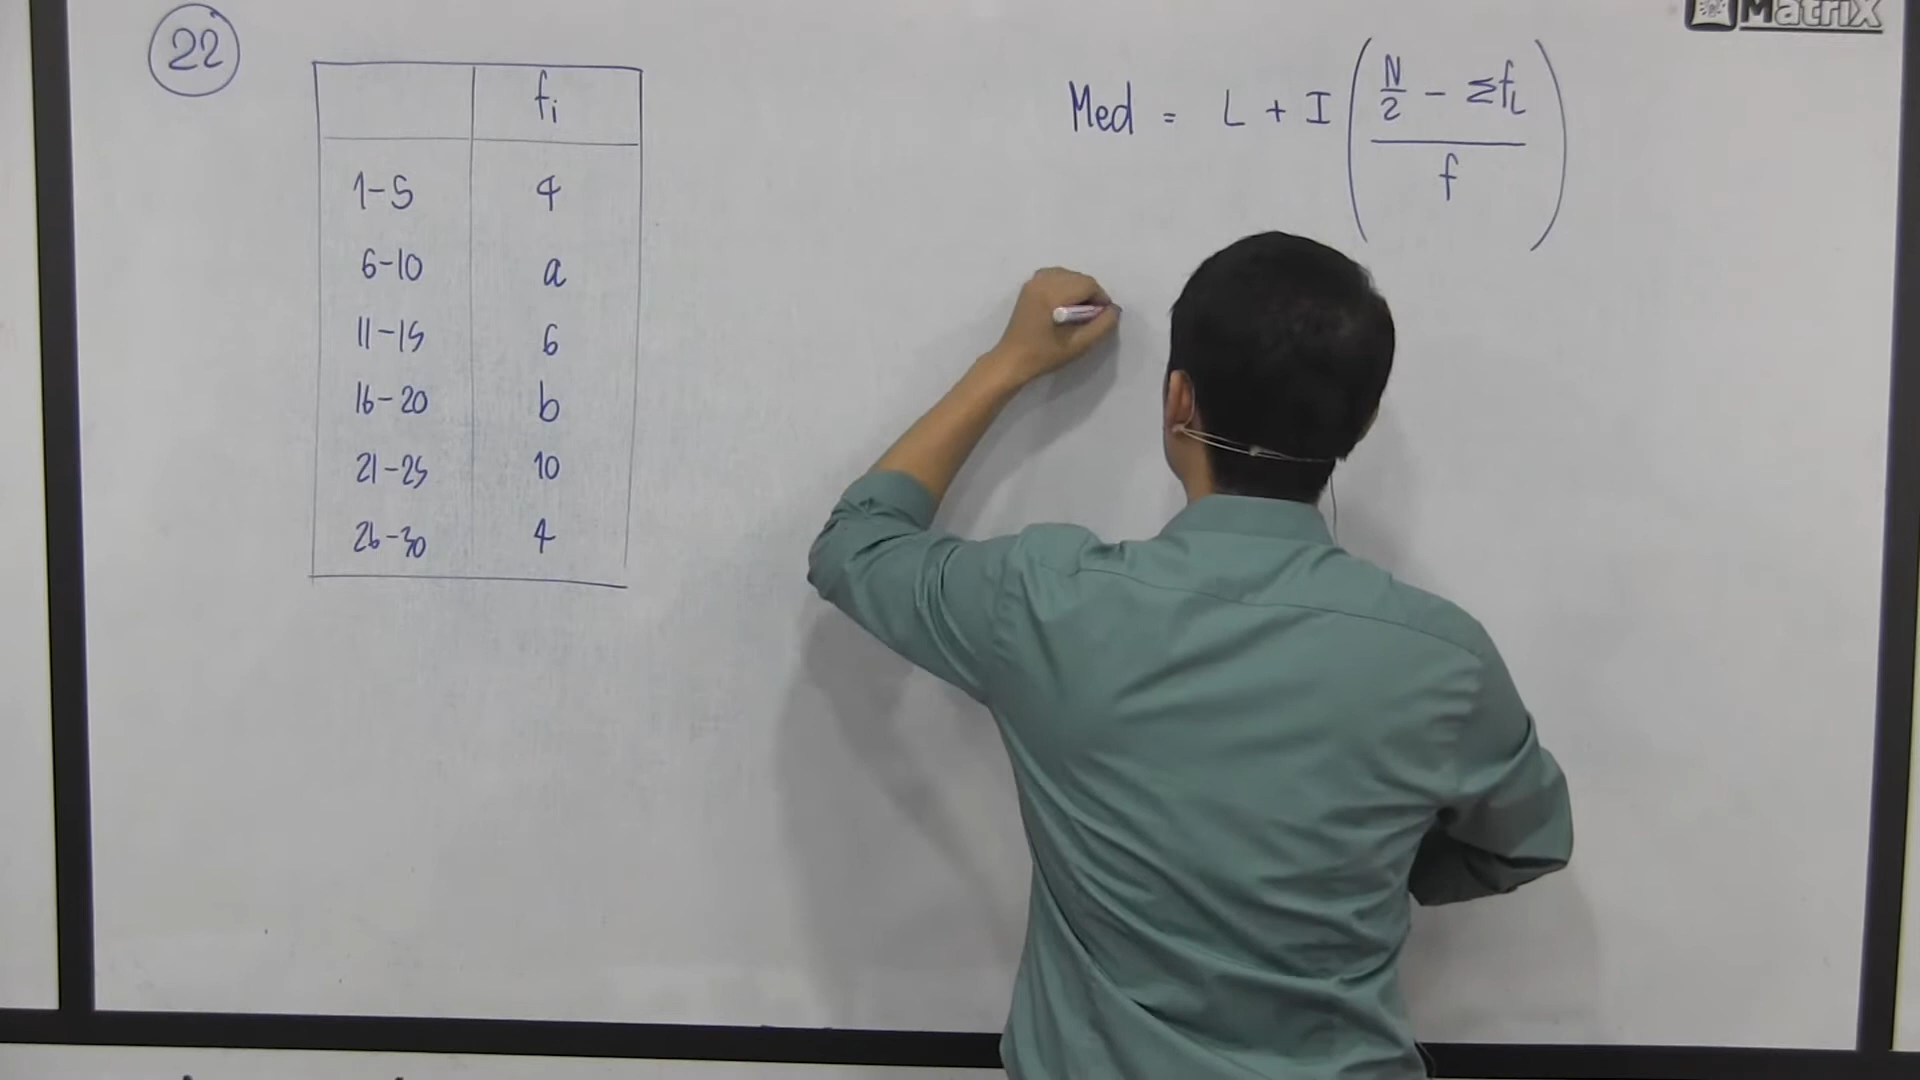 22
fi
1-5 4
6-10 a
11-15 6
16-20 b
21-25 10
26-30 4
Med = L + I ( (N/2 - ΣfL) / f )
MatriX